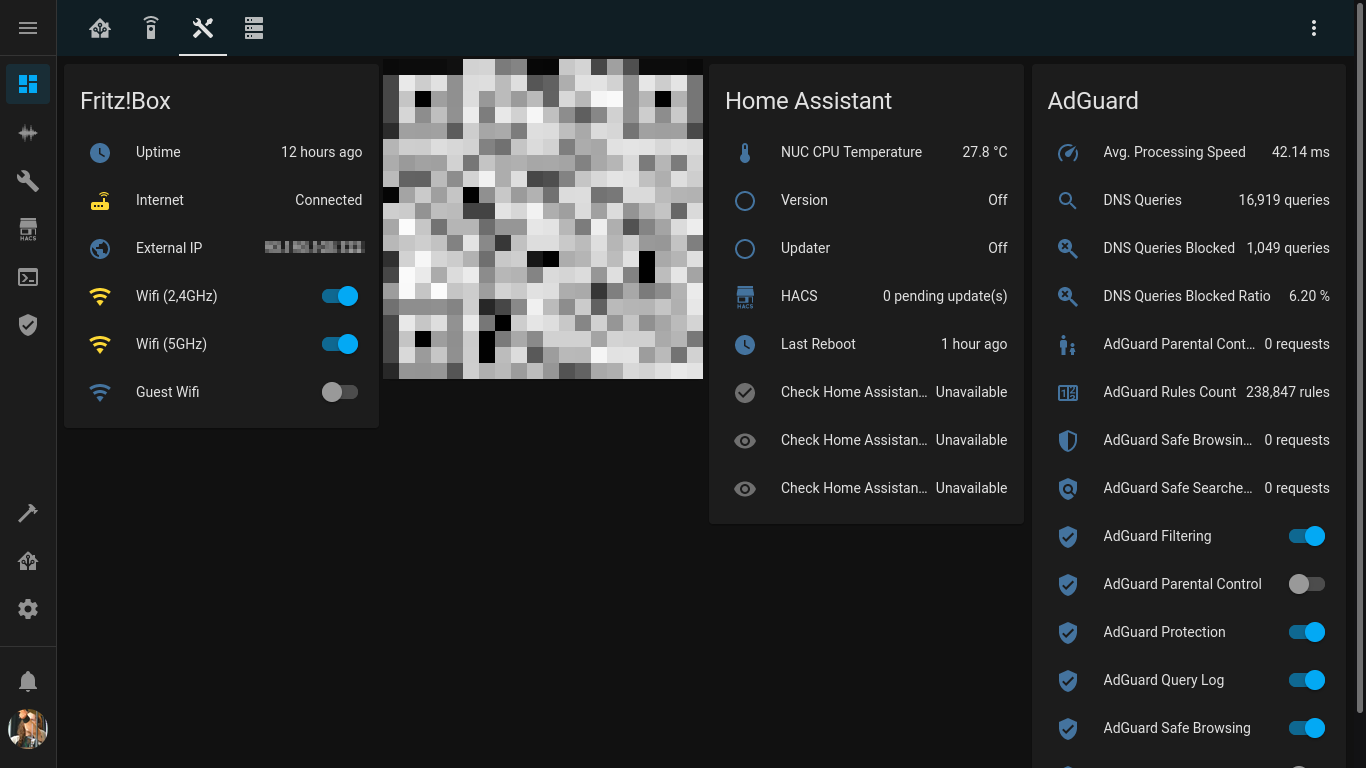 HACS
Fritz!Box
Uptime 12 hours ago
Internet Connected
External IP
Wifi (2,4GHz)
Wifi (5GHz)
Guest Wifi
Home Assistant
NUC CPU Temperature 27.8 °C
Version Off
Updater Off
HACS 0 pending update(s)
Last Reboot 1 hour ago
Check Home Assistan... Unavailable
Check Home Assistan... Unavailable
Check Home Assistan... Unavailable
AdGuard
Avg. Processing Speed 42.14 ms
DNS Queries 16,919 queries
DNS Queries Blocked 1,049 queries
DNS Queries Blocked Ratio 6.20 %
AdGuard Parental Cont... 0 requests
AdGuard Rules Count 238,847 rules
AdGuard Safe Browsin... 0 requests
AdGuard Safe Searche... 0 requests
AdGuard Filtering
AdGuard Parental Control
AdGuard Protection
AdGuard Query Log
AdGuard Safe Browsing